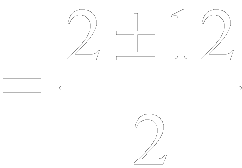 = (2 ± 12) / 2